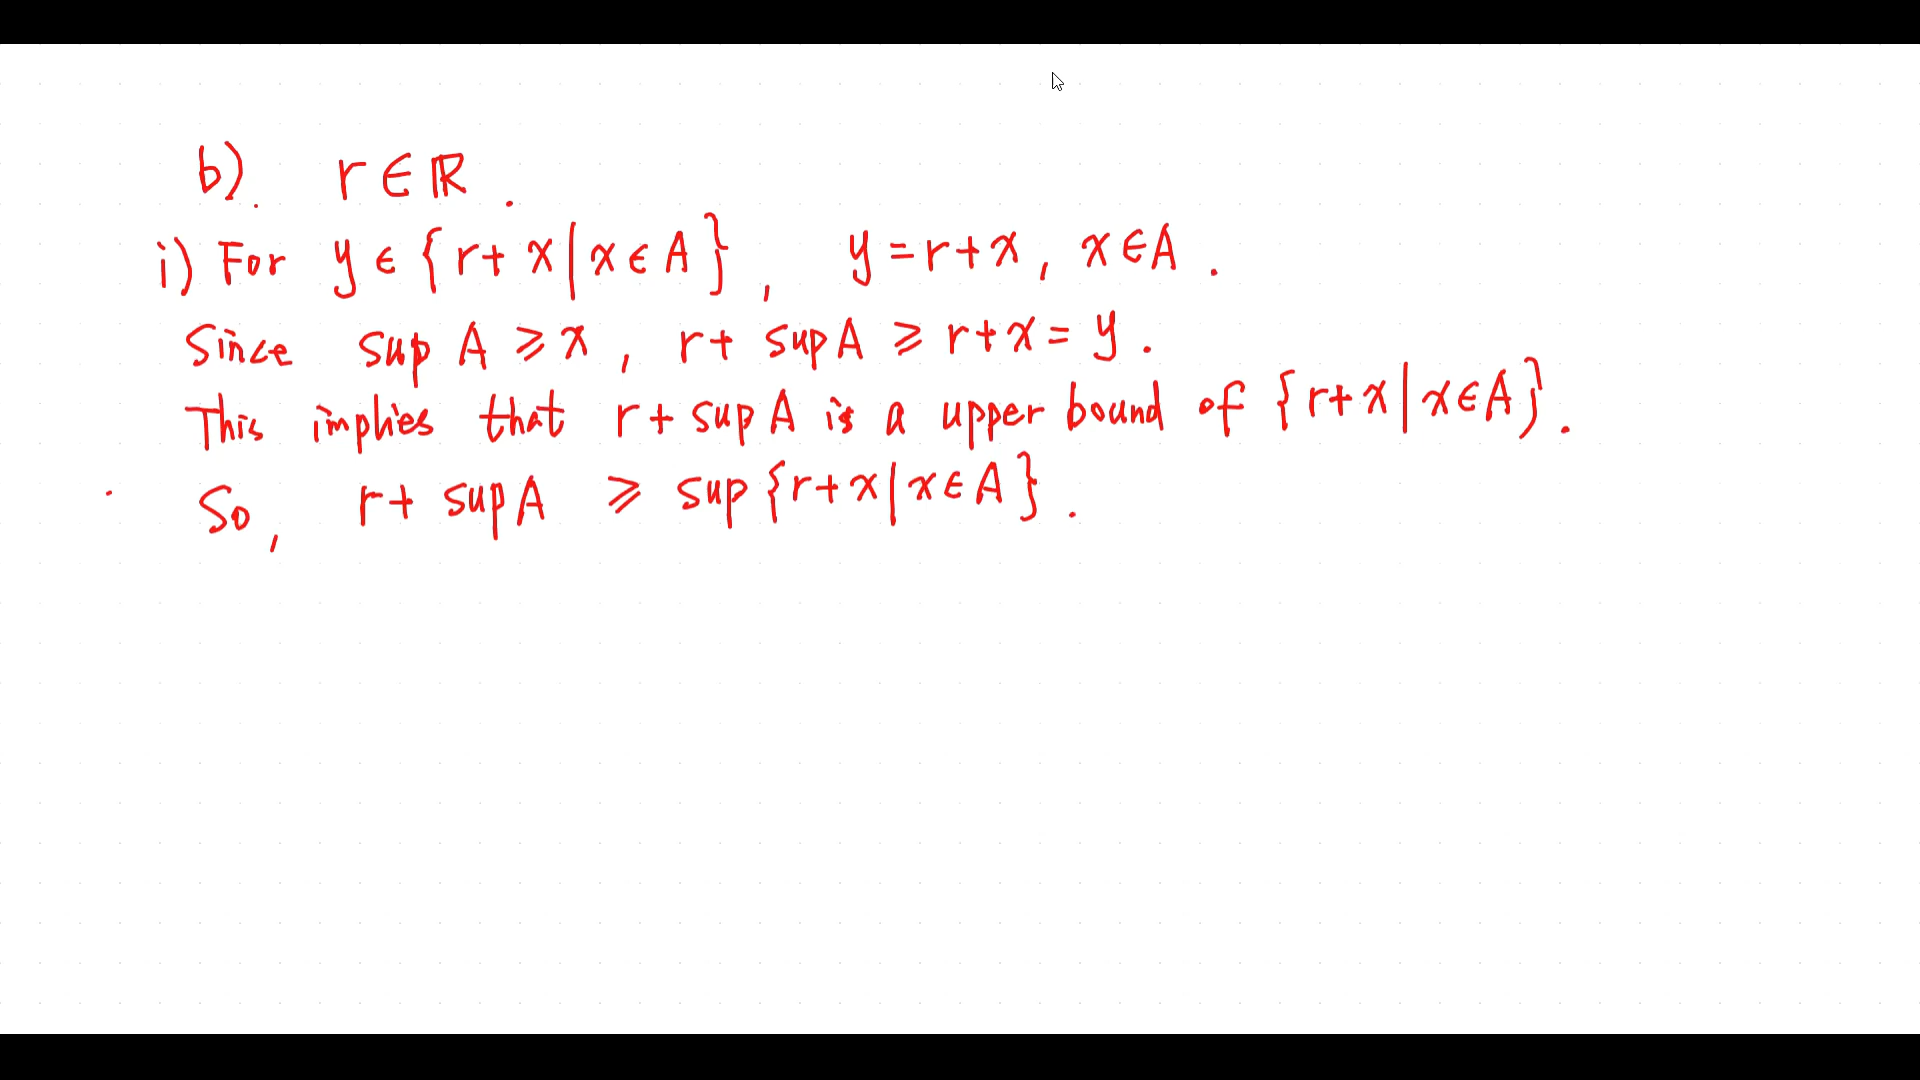 b). r∈ℝ.
i) For y∈{r+x|x∈A}, y=r+x, x∈A.
Since sup A ⩾ x, r+ sup A ⩾ r+x = y.
This implies that r+sup A is a upper bound of {r+x|x∈A}.
So, r+ sup A ⩾ sup{r+x|x∈A}.